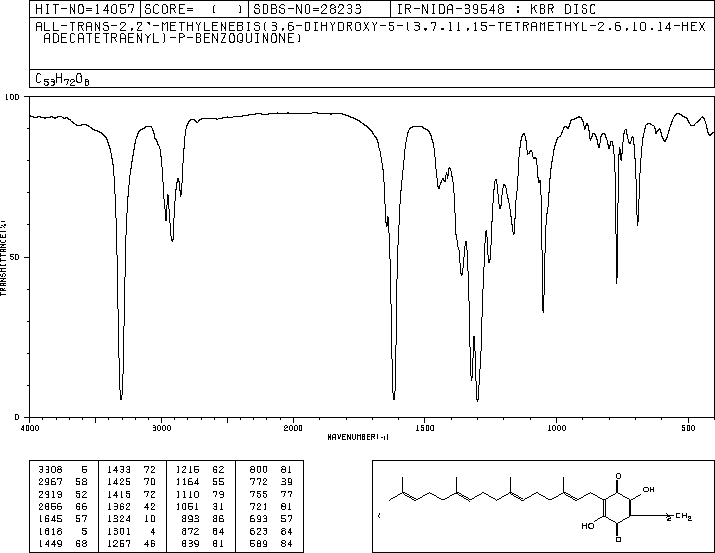 HIT-NO=14057 SCORE= ( ) SDBS-NO=28233 IR-NIDA-39548 : KBR DISC
ALL-TRANS-2,2'-METHYLENEBIS(3,6-DIHYDROXY-5-(3,7,11,15-TETRAMETHYL-2,6,10,14-HEX
ADECATETRAENYL)-P-BENZOQUINONE)
C53H72O8
100
50
0
TRANSMITTANCE(%)
4000 3000 2000 1500 1000 500
WAVENUMBER(-1)
3308 5 1433 72 1216 62 800 81
2967 58 1425 70 1164 55 772 39
2919 52 1415 72 1110 79 755 77
2856 66 1362 42 1051 31 721 81
1645 57 1324 10 893 86 693 57
1618 5 1301 4 872 84 623 84
1449 68 1257 46 839 81 589 84
O
OH
HO
O
( )2 CH2